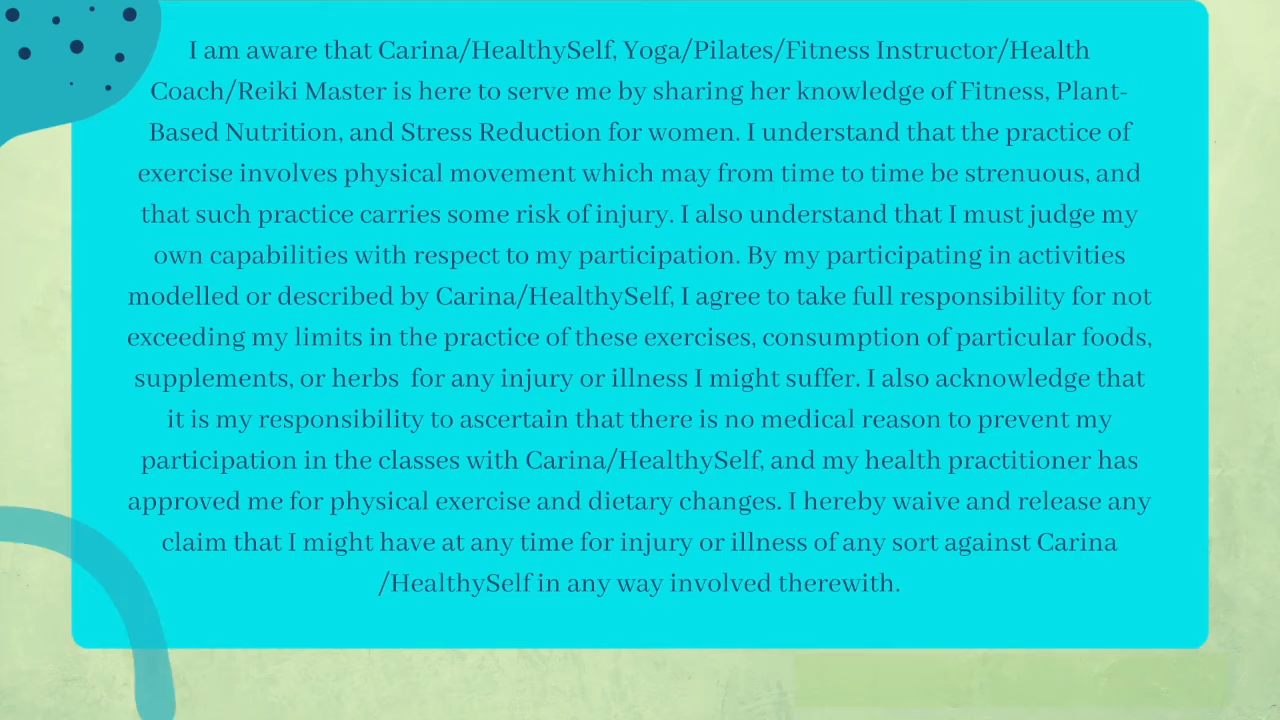 I am aware that Carina/HealthySelf, Yoga/Pilates/Fitness Instructor/Health
Coach/Reiki Master is here to serve me by sharing her knowledge of Fitness, Plant-
Based Nutrition, and Stress Reduction for women. I understand that the practice of
exercise involves physical movement which may from time to time be strenuous, and
that such practice carries some risk of injury. I also understand that I must judge my
own capabilities with respect to my participation. By my participating in activities
modelled or described by Carina/HealthySelf, I agree to take full responsibility for not
exceeding my limits in the practice of these exercises, consumption of particular foods,
supplements, or herbs  for any injury or illness I might suffer. I also acknowledge that
it is my responsibility to ascertain that there is no medical reason to prevent my
participation in the classes with Carina/HealthySelf, and my health practitioner has
approved me for physical exercise and dietary changes. I hereby waive and release any
claim that I might have at any time for injury or illness of any sort against Carina
/HealthySelf in any way involved therewith.